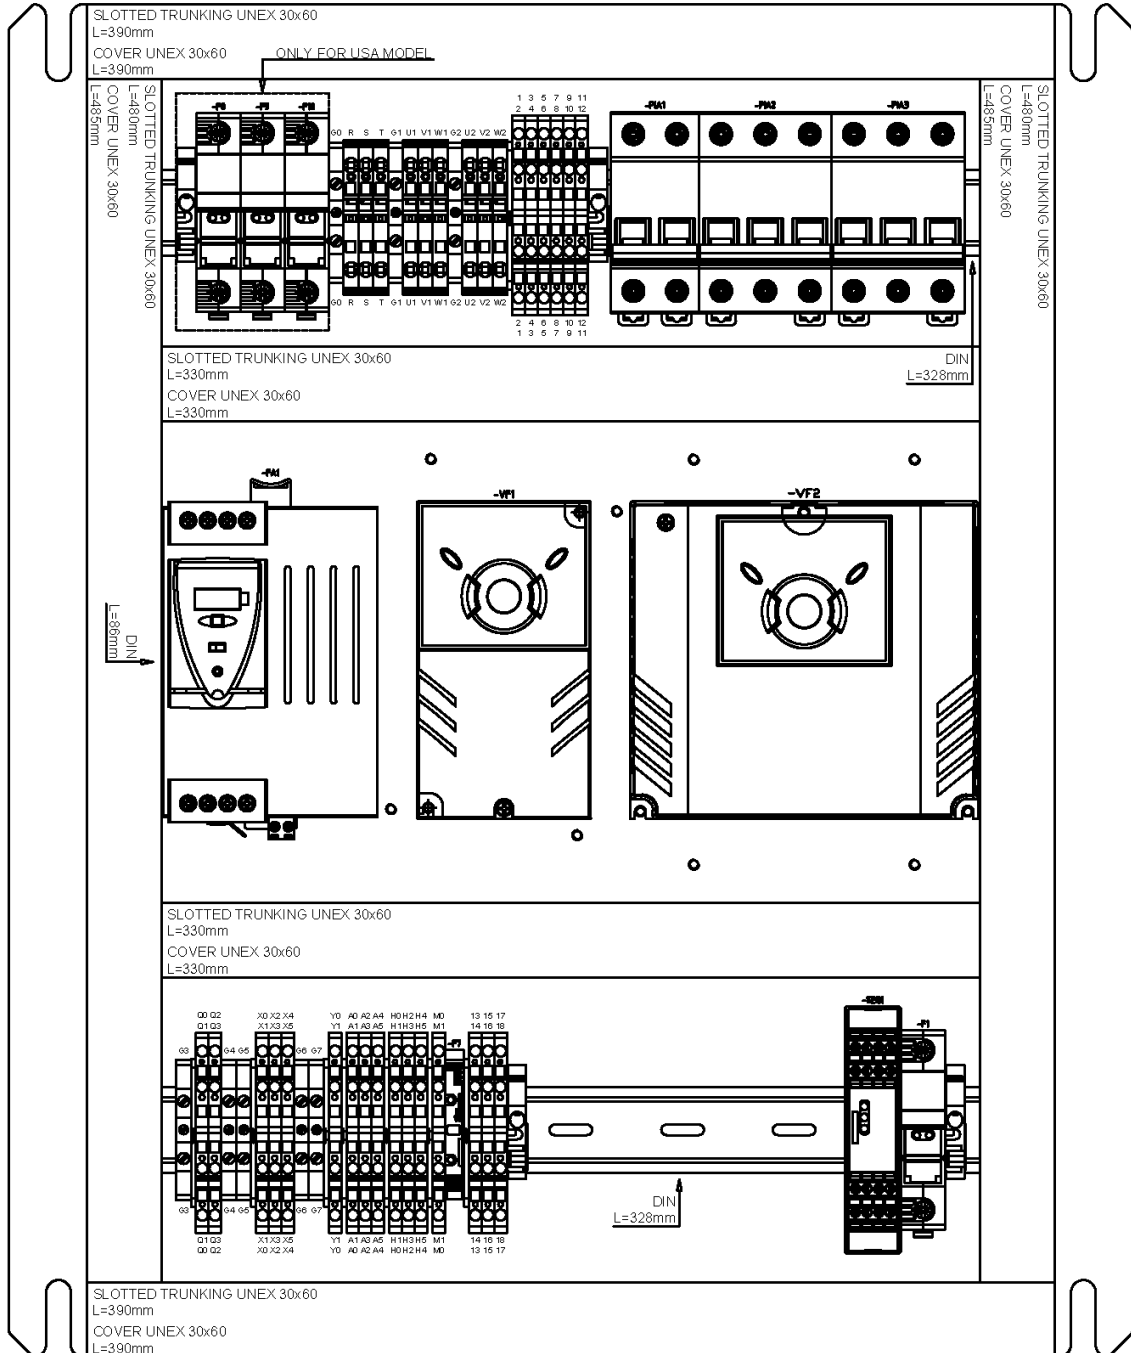 SLOTTED TRUNKING UNEX 30x60
L=390mm
COVER UNEX 30x60
L=390mm
ONLY FOR USA MODEL
SLOTTED TRUNKING UNEX 30x60
L=480mm
COVER UNEX 30x60
L=485mm
SLOTTED TRUNKING UNEX 30x60
L=480mm
COVER UNEX 30x60
L=485mm
-PIA1 -PIA2 -PIA3
1 3 5 7 9 11
2 4 6 8 10 12
G0 R S T G1 U1 V1 W1 G2 U2 V2 W2
G0 R S T G1 U1 V1 W1 G2 U2 V2 W2
2 4 6 8 10 12
1 3 5 7 9 11
SLOTTED TRUNKING UNEX 30x60
L=330mm
COVER UNEX 30x60
L=330mm
DIN
L=328mm
-PA1
-VF1
-VF2
DIN
L=86mm
SLOTTED TRUNKING UNEX 30x60
L=330mm
COVER UNEX 30x60
L=330mm
Q0 Q2 X0 X2 X4 Y0 A0 A2 A4 H0 H2 H4 M0 13 15 17
Q1 Q3 X1 X3 X5 Y1 A1 A3 A5 H1 H3 H5 M1 14 16 18
-F1
G3 G4 G5 G6 G7
G3 G4 G5 G6 G7
Q1 Q3 X1 X3 X5 Y1 A1 A3 A5 H1 H3 H5 M1 14 16 18
Q0 Q2 X0 X2 X4 Y0 A0 A2 A4 H0 H2 H4 M0 13 15 17
DIN
L=328mm
SLOTTED TRUNKING UNEX 30x60
L=390mm
COVER UNEX 30x60
L=390mm